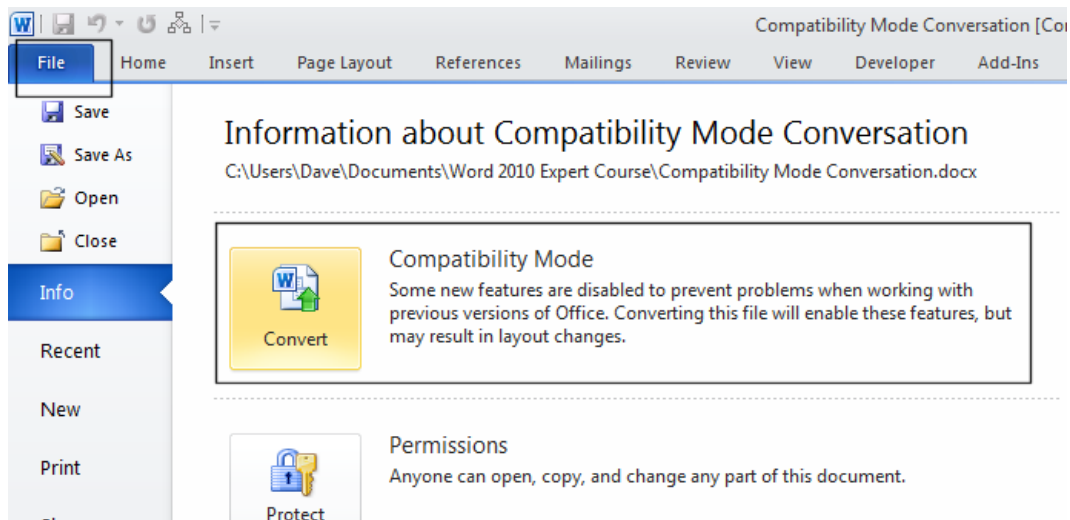 Compatibility Mode Conversation [Co
File Home Insert Page Layout References Mailings Review View Developer Add-Ins
Save
Save As
Open
Close
Info
Recent
New
Print
Information about Compatibility Mode Conversation
C:\Users\Dave\Documents\Word 2010 Expert Course\Compatibility Mode Conversation.docx
Convert
Compatibility Mode
Some new features are disabled to prevent problems when working with
previous versions of Office. Converting this file will enable these features, but
may result in layout changes.
Permissions
Anyone can open, copy, and change any part of this document.
Protect